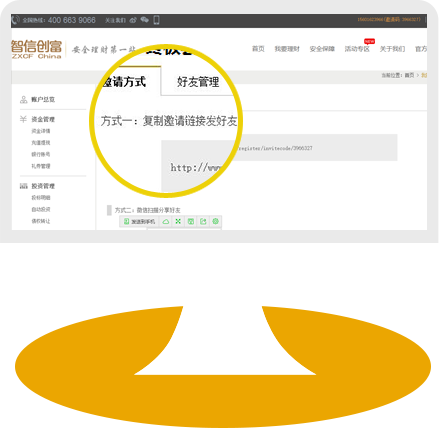 全国热线：400 663 9066 关注我们：
智信创富
ZXCF China
安全理财第一站
首页 我要理财 安全保障 活动专区 关于我们 官方
NEW
当前位置：首页 >
邀请方式 好友管理
账户总览
方式一：复制邀请链接发好友
资金管理
资金详情
充值提现
银行账号
礼券管理
register/invitecode/3990327
http://www
投资管理
投标明细
自动投资
债权转让
方式二：微信扫描分享好友
发送到手机